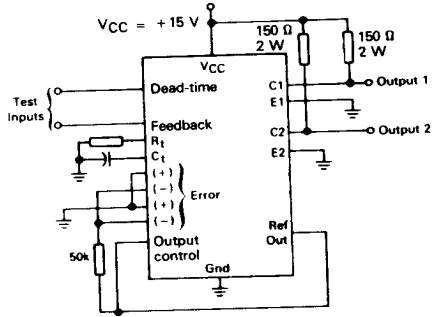 VCC = +15 V
150 Ω
2 W
150 Ω
2 W
VCC
Test
Inputs
Dead-time
Feedback
Rt
Ct
(+)
(-)
(+)
(-)
Error
Output
control
50k
Gnd
C1
E1
C2
E2
Ref
Out
Output 1
Output 2